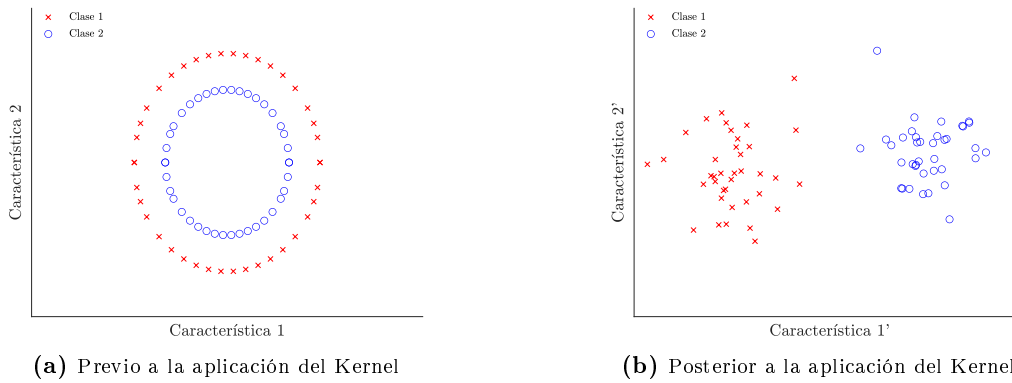 Clase 1
Clase 2
Característica 2
Característica 1
(a) Previo a la aplicación del Kernel
Clase 1
Clase 2
Característica 2'
Característica 1'
(b) Posterior a la aplicación del Kernel